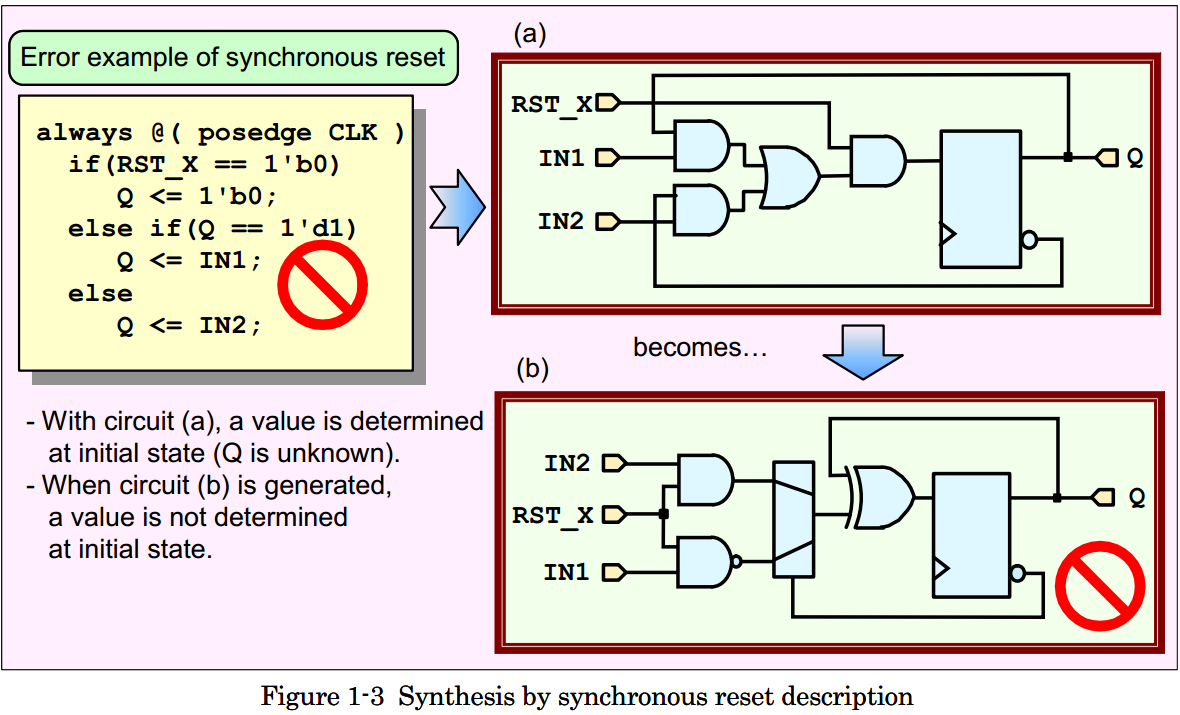 Error example of synchronous reset
always @( posedge CLK )
if(RST_X == 1'b0)
Q <= 1'b0;
else if(Q == 1'd1)
Q <= IN1;
else
Q <= IN2;
- With circuit (a), a value is determined
at initial state (Q is unknown).
- When circuit (b) is generated,
a value is not determined
at initial state.
(a)
RST_X
IN1
IN2
Q
becomes…
(b)
IN2
RST_X
IN1
Q
Figure 1-3 Synthesis by synchronous reset description